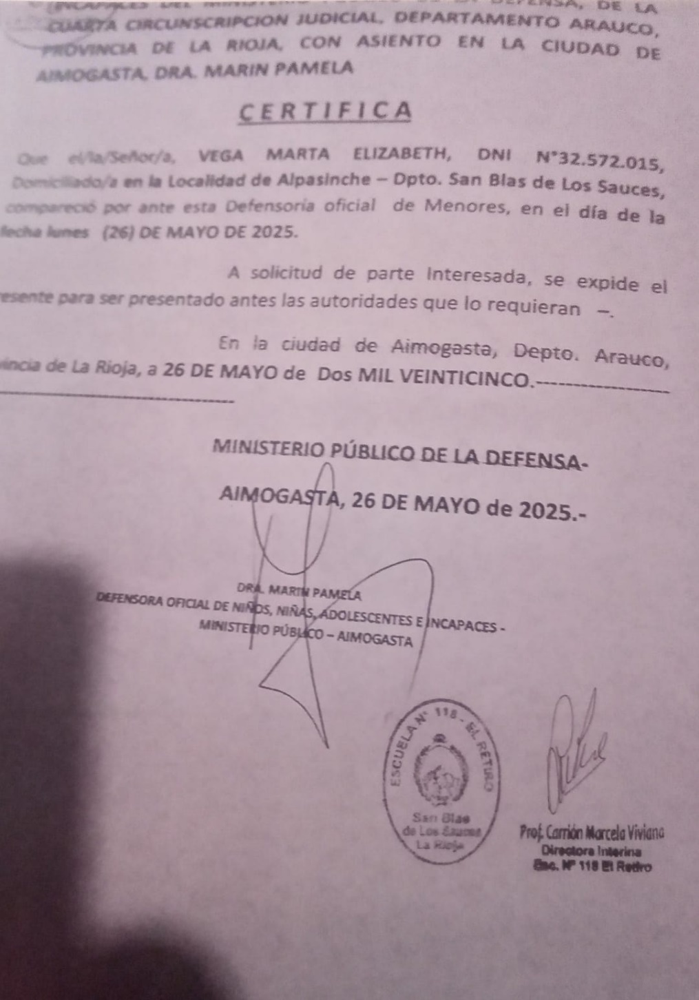 INCAPACES DEL MINISTERIO DE LA DEFENSA, DE LA
CUARTA CIRCUNSCRIPCION JUDICIAL, DEPARTAMENTO ARAUCO,
PROVINCIA DE LA RIOJA, CON ASIENTO EN LA CIUDAD DE
AIMOGASTA, DRA. MARIN PAMELA
CERTIFICA
Que el/la/Señor/a, VEGA MARTA ELIZABETH, DNI N°32.572.015,
Domiciliado/a en la Localidad de Alpasinche – Dpto. San Blas de Los Sauces,
compareció por ante esta Defensoría oficial de Menores, en el día de la
fecha lunes (26) DE MAYO DE 2025.
A solicitud de parte Interesada, se expide el
resente para ser presentado antes las autoridades que lo requieran –.
En la ciudad de Aimogasta, Depto. Arauco,
vincia de La Rioja, a 26 DE MAYO de Dos MIL VEINTICINCO.-----------------
------------------------------
MINISTERIO PÚBLICO DE LA DEFENSA-
AIMOGASTA, 26 DE MAYO de 2025.-
DRA. MARIN PAMELA
DEFENSORA OFICIAL DE NIÑOS, NIÑAS, ADOLESCENTES E INCAPACES -
MINISTERIO PÚBLICO – AIMOGASTA
ESCUELA N° 118 - EL RETIRO
San Blas
de Los Sauces
La Rioja
Prof. Carrión Marcela Viviana
Directora Interina
Esc. Nº 118 El Retiro